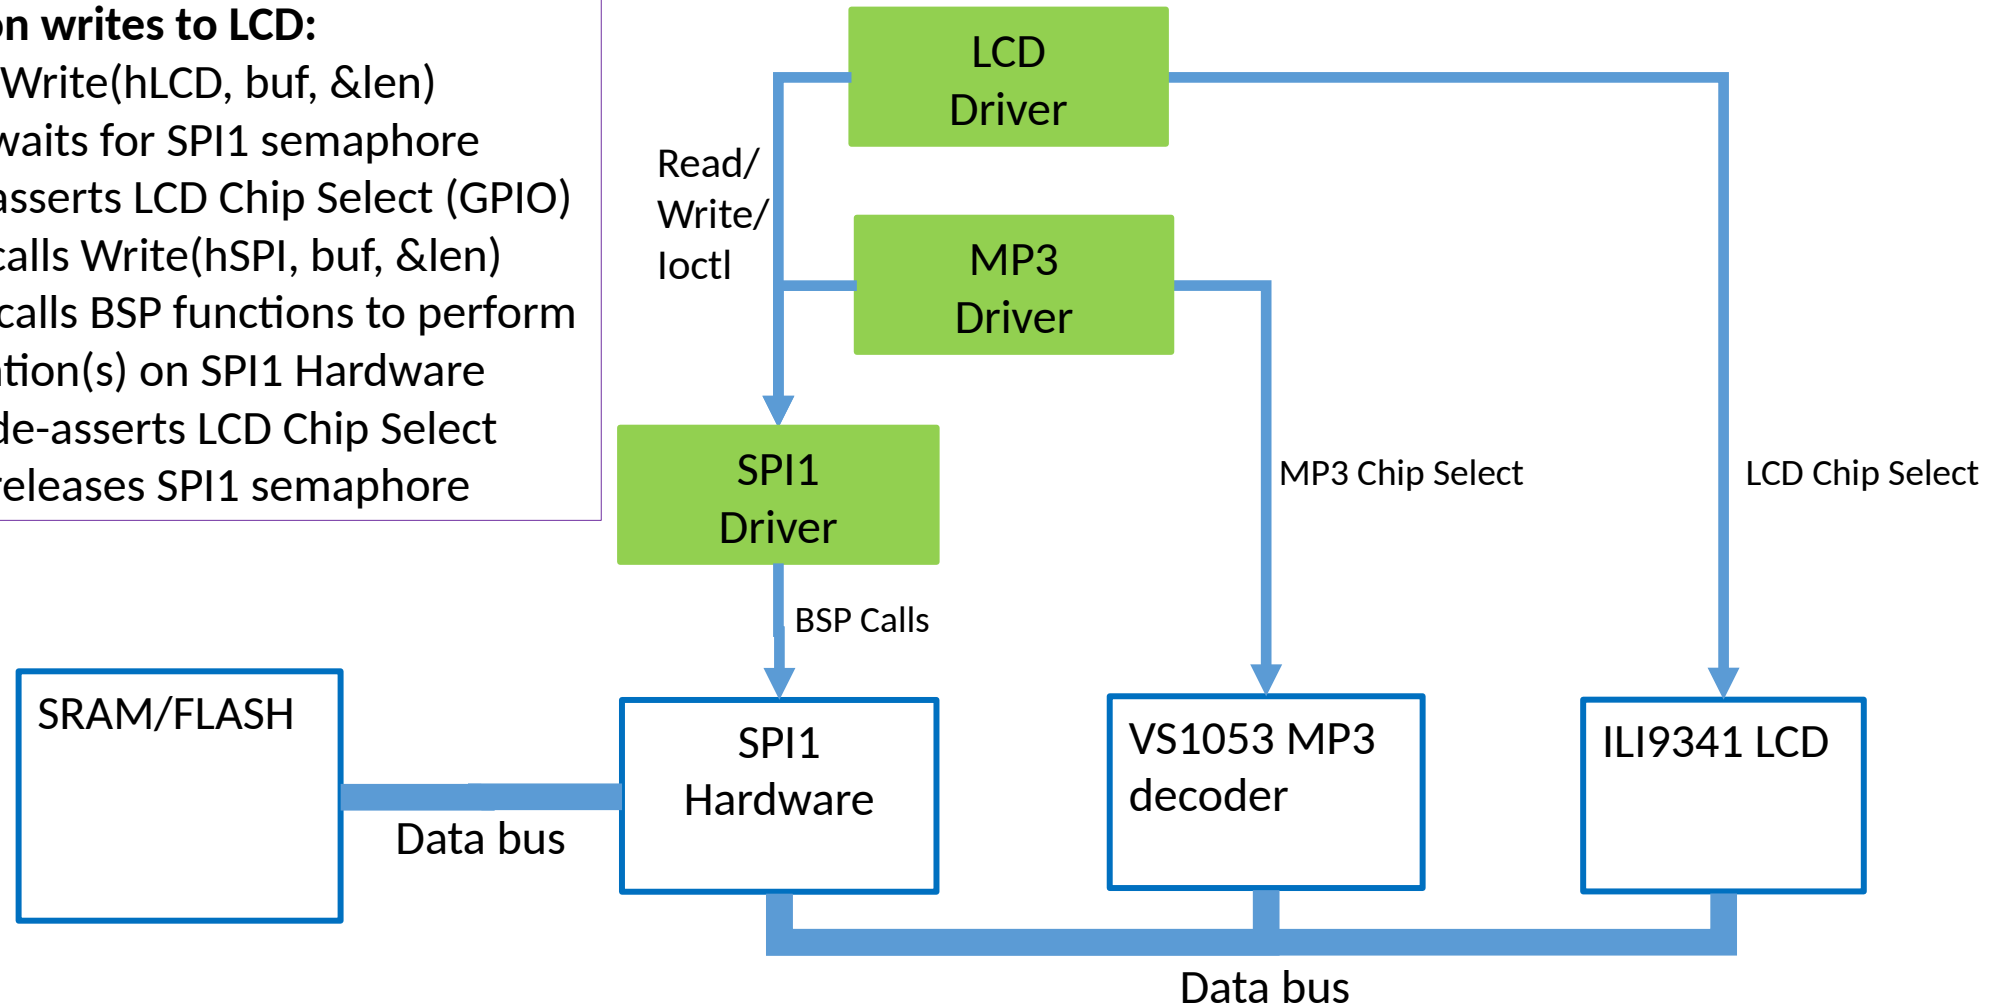 on writes to LCD:
Write(hLCD, buf, &len)
waits for SPI1 semaphore
asserts LCD Chip Select (GPIO)
calls Write(hSPI, buf, &len)
calls BSP functions to perform
ation(s) on SPI1 Hardware
de-asserts LCD Chip Select
releases SPI1 semaphore
LCD
Driver
Read/
Write/
Ioctl
MP3
Driver
SPI1
Driver
MP3 Chip Select
LCD Chip Select
BSP Calls
SRAM/FLASH
SPI1
Hardware
VS1053 MP3
decoder
ILI9341 LCD
Data bus
Data bus